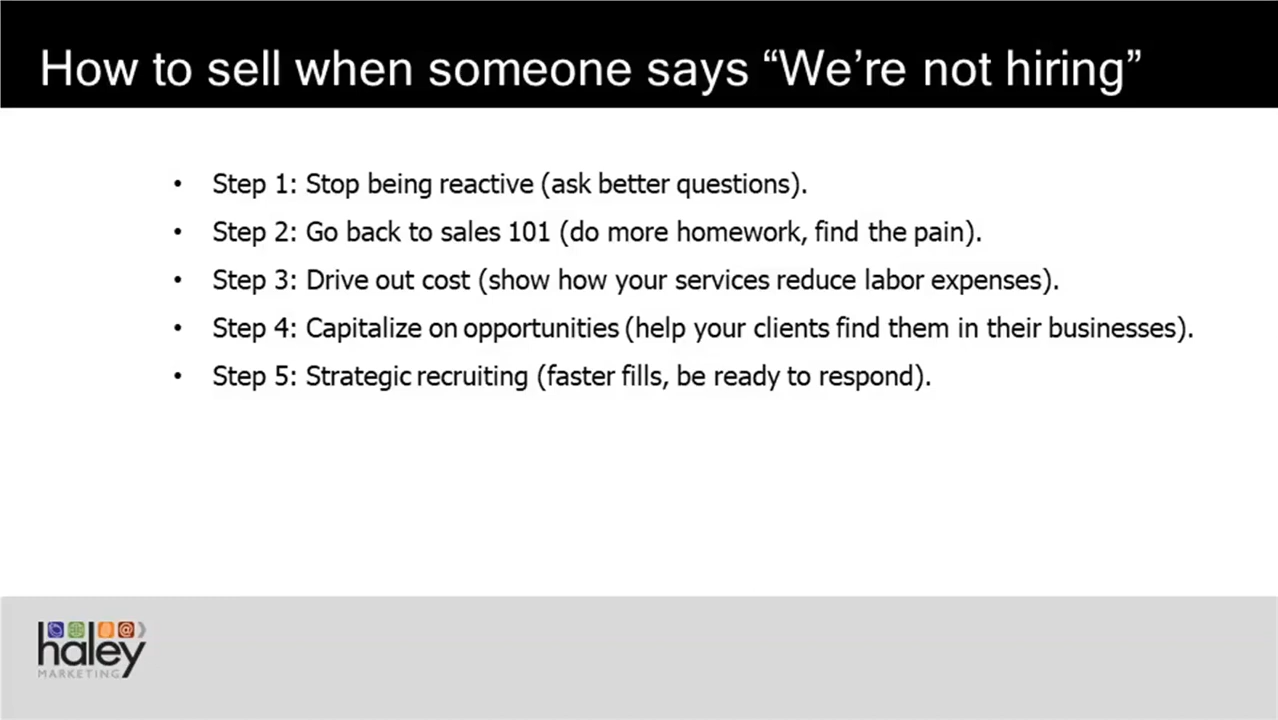 How to sell when someone says “We’re not hiring”
• Step 1: Stop being reactive (ask better questions).
• Step 2: Go back to sales 101 (do more homework, find the pain).
• Step 3: Drive out cost (show how your services reduce labor expenses).
• Step 4: Capitalize on opportunities (help your clients find them in their businesses).
• Step 5: Strategic recruiting (faster fills, be ready to respond).
haley
MARKETING